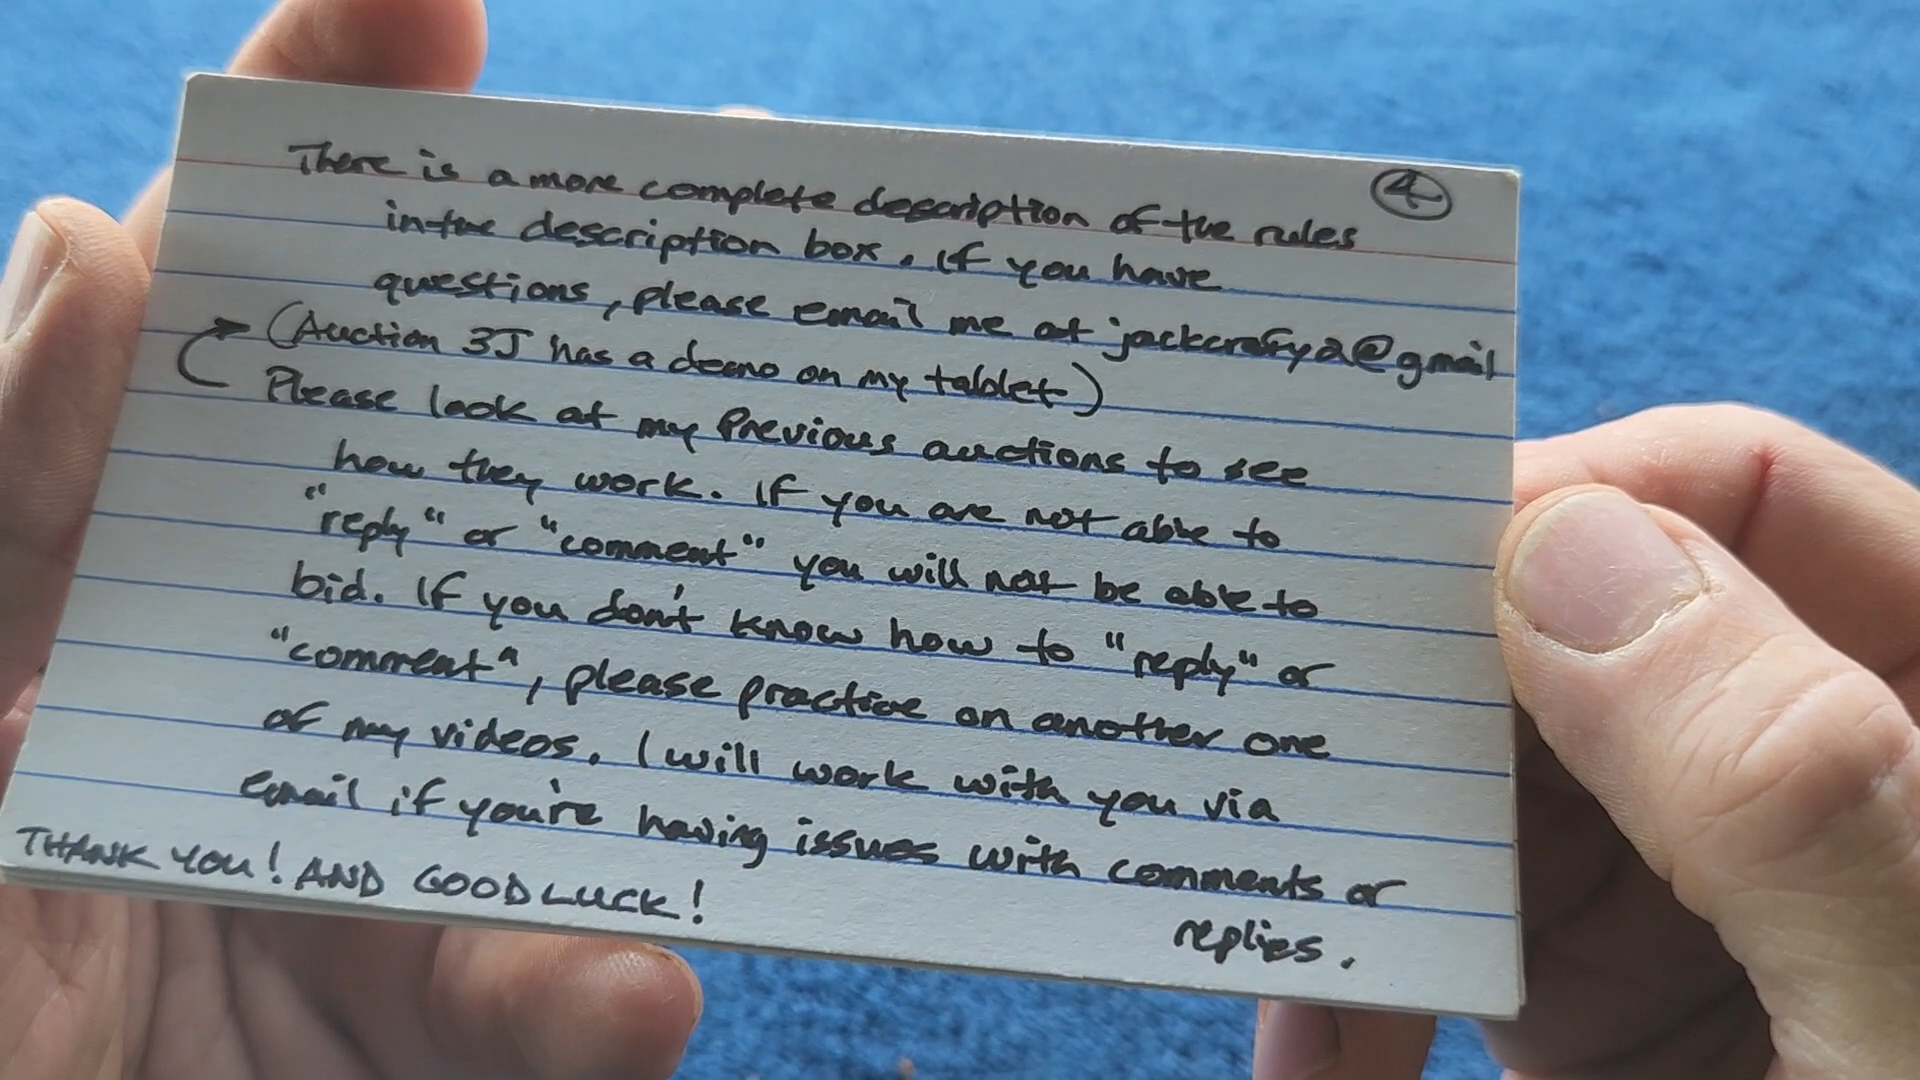 4
There is a more complete description of the rules
in the description box. If you have
questions, please email me at jackcrafy2@gmail
(Auction 3J has a demo on my tablet)
Please look at my Previous auctions to see
how they work. If you are not able to
"reply" or "comment" you will not be able to
bid. If you don't know how to "reply" or
"comment", please practice on another one
of my videos. I will work with you via
email if you're having issues with comments or
replies.
THANK YOU! AND GOOD LUCK!